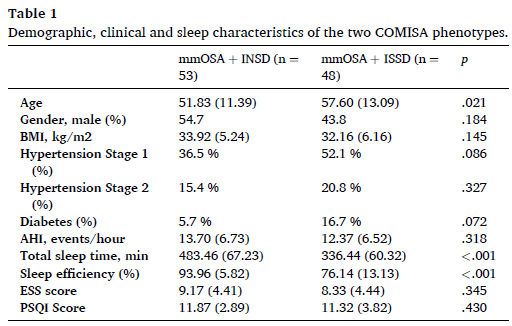 Table 1
Demographic, clinical and sleep characteristics of the two COMISA phenotypes.
mmOSA + INSD (n = mmOSA + ISSD (n = p
53) 48)
Age 51.83 (11.39) 57.60 (13.09) .021
Gender, male (%) 54.7 43.8 .184
BMI, kg/m2 33.92 (5.24) 32.16 (6.16) .145
Hypertension Stage 1 36.5 % 52.1 % .086
(%)
Hypertension Stage 2 15.4 % 20.8 % .327
(%)
Diabetes (%) 5.7 % 16.7 % .072
AHI, events/hour 13.70 (6.73) 12.37 (6.52) .318
Total sleep time, min 483.46 (67.23) 336.44 (60.32) <.001
Sleep efficiency (%) 93.96 (5.82) 76.14 (13.13) <.001
ESS score 9.17 (4.41) 8.33 (4.44) .345
PSQI Score 11.87 (2.89) 11.32 (3.82) .430